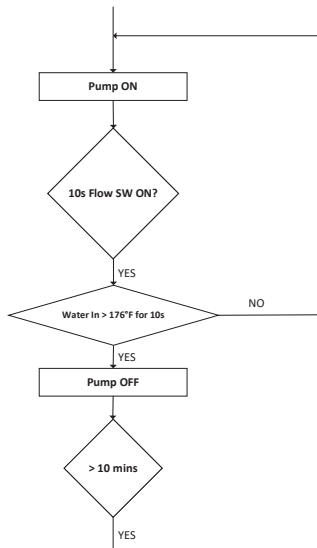 Pump ON
10s Flow SW ON?
YES
Water In > 176°F for 10s
NO
YES
Pump OFF
> 10 mins
YES